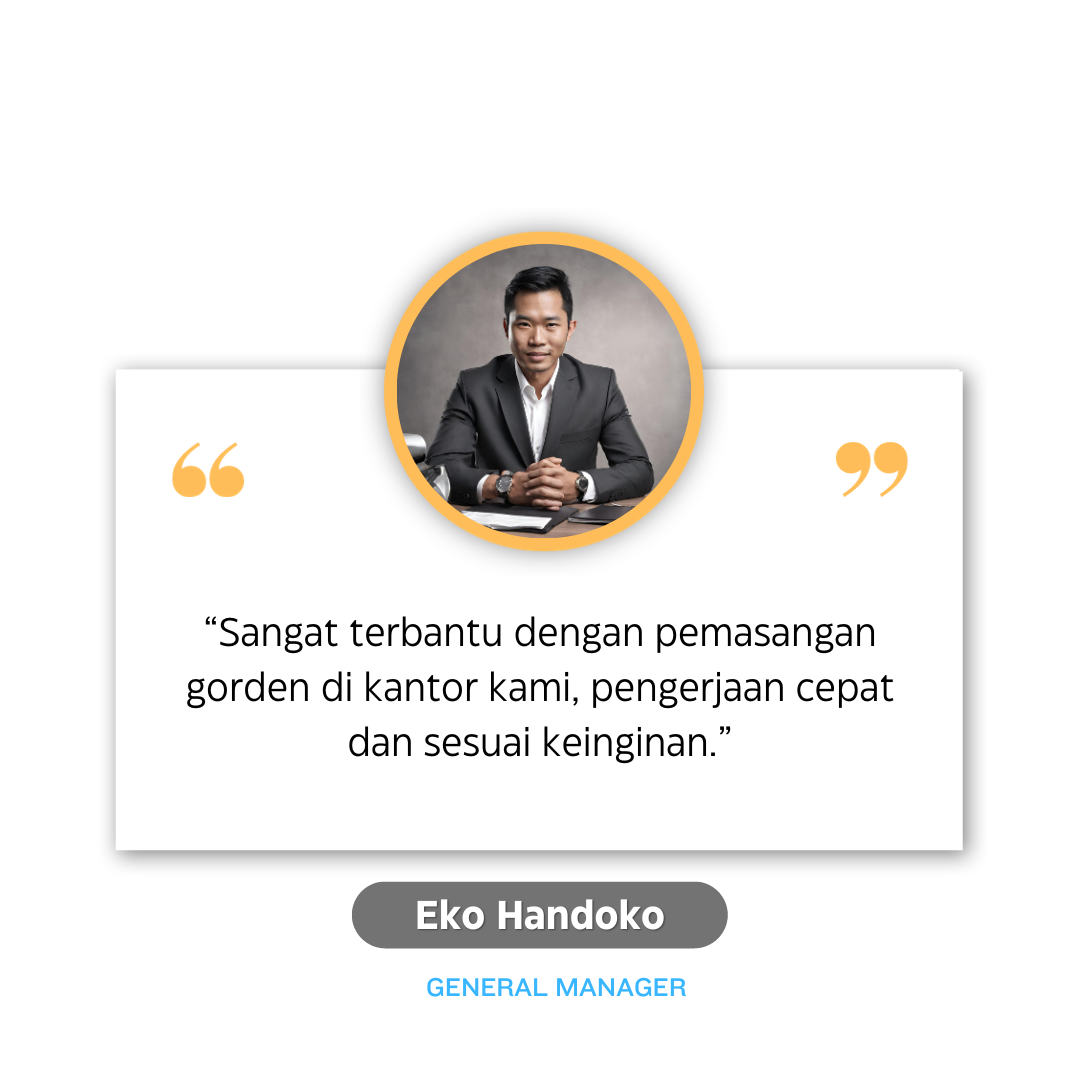 “Sangat terbantu dengan pemasangan
gorden di kantor kami, pengerjaan cepat
dan sesuai keinginan.”
Eko Handoko
GENERAL MANAGER